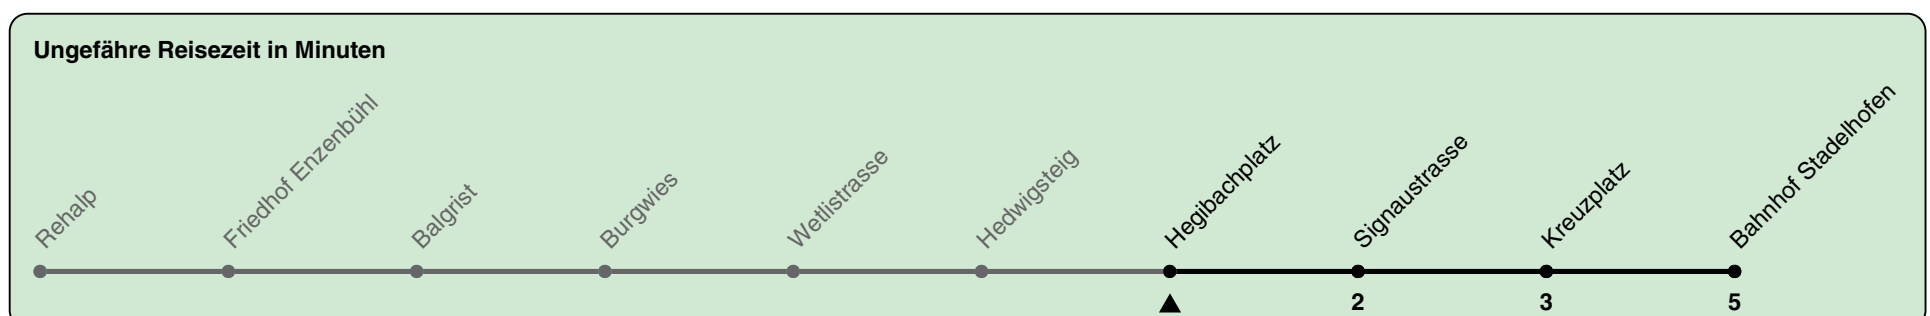 Ungefähre Reisezeit in Minuten
Rehalp
Friedhof Enzenbühl
Balgrist
Burgwies
Wetlistrasse
Hedwigsteig
Hegibachplatz
Signaustrasse
Kreuzplatz
Bahnhof Stadelhofen
2
3
5